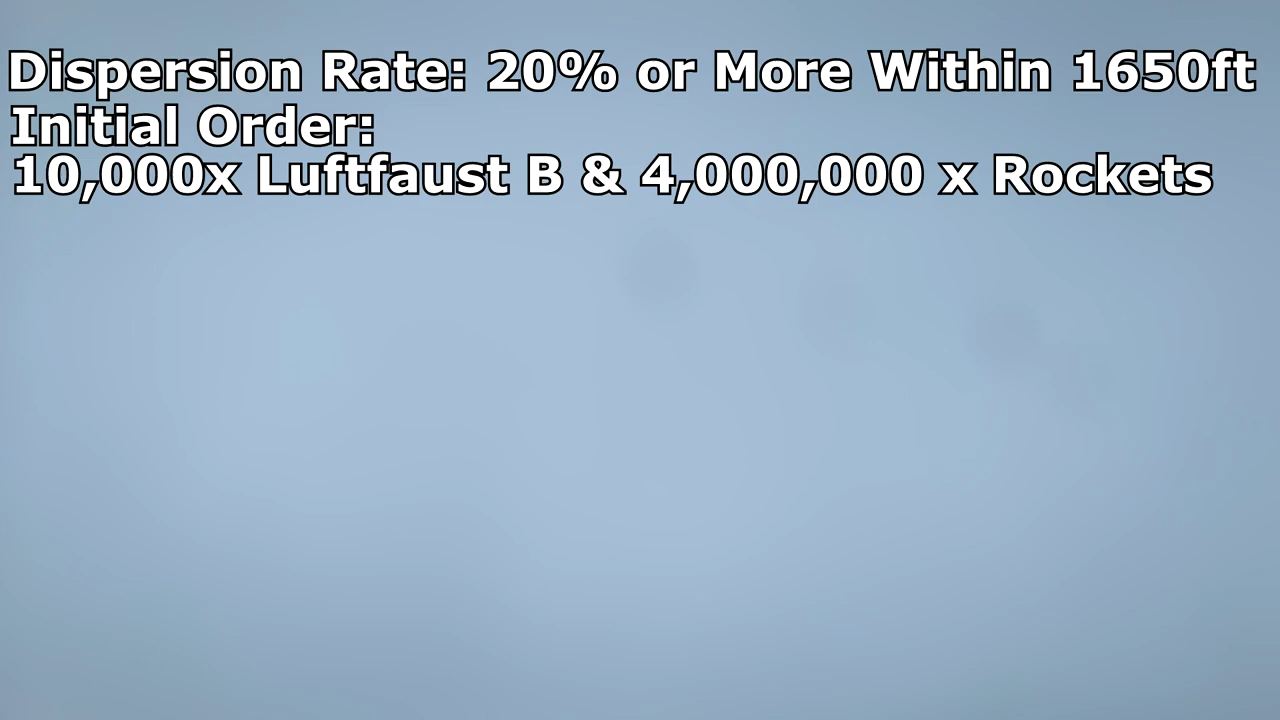 Dispersion Rate: 20% or More Within 1650ft
Initial Order:
10,000x Luftfaust B & 4,000,000 x Rockets